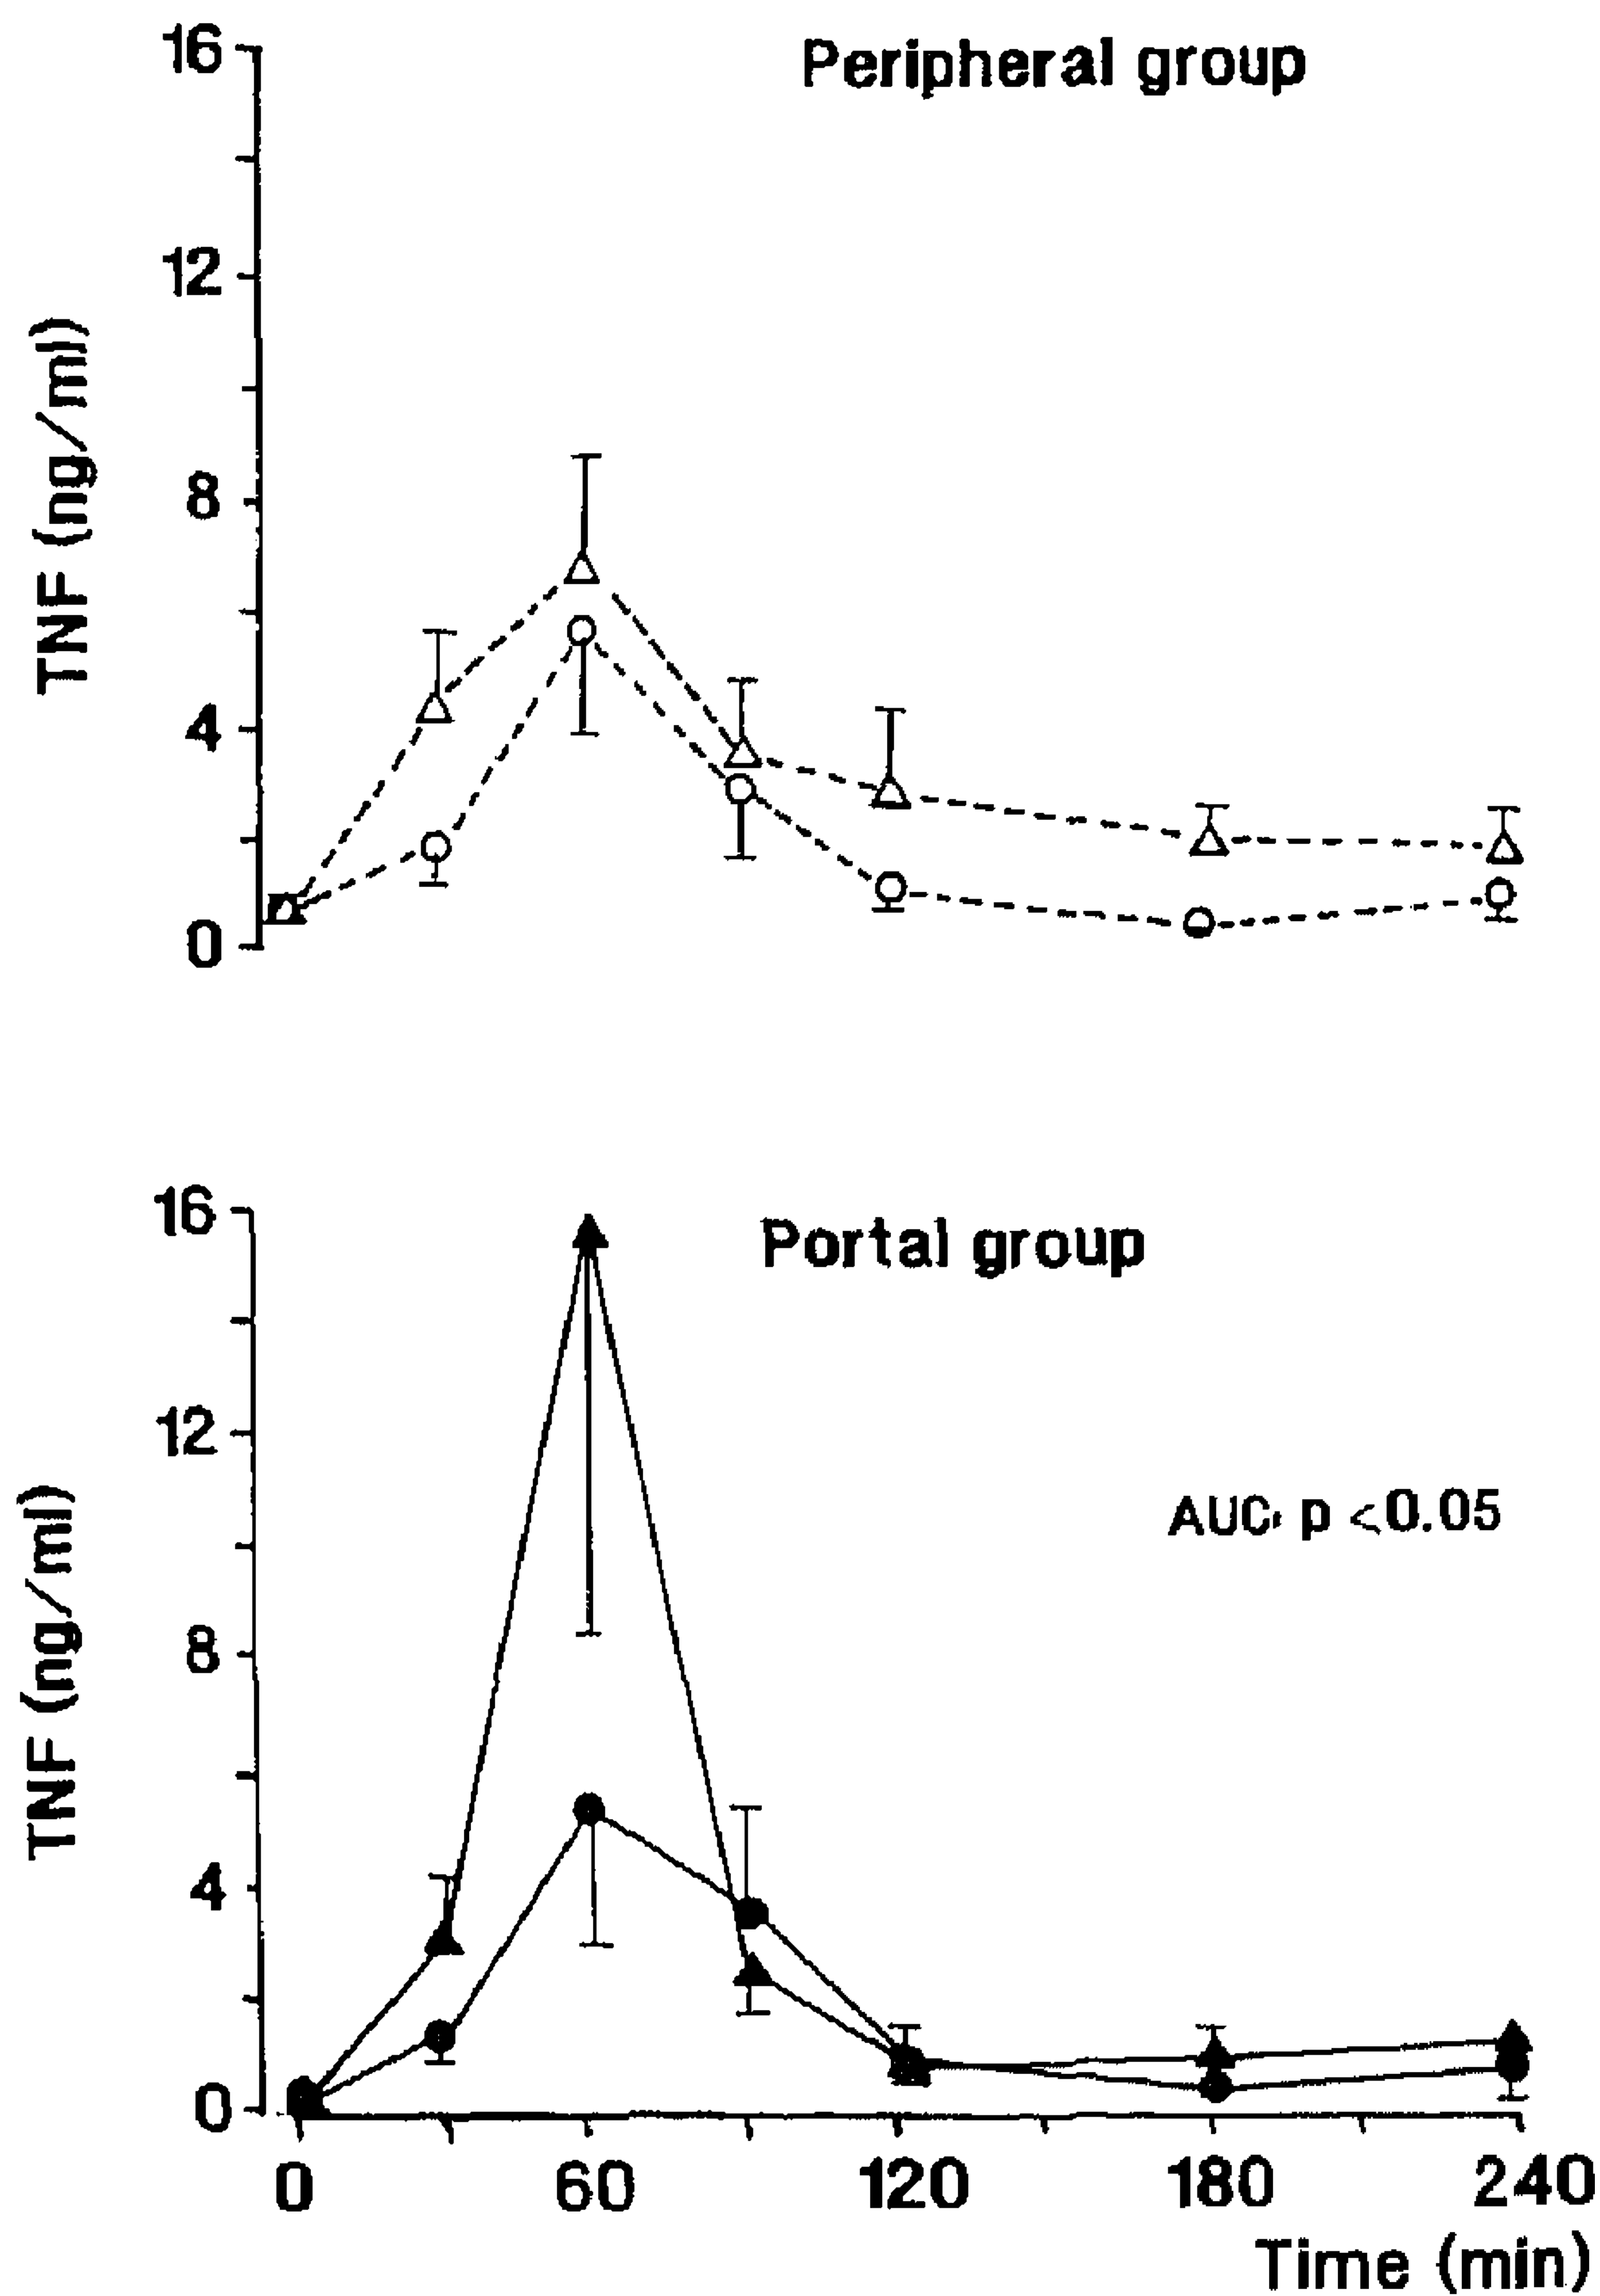 Peripheral group
16
12
8
4
0
TNF (ng/ml)
Portal group
16
12
8
4
0
TNF (ng/ml)
AUC: p <0.05
0 60 120 180 240
Time (min)